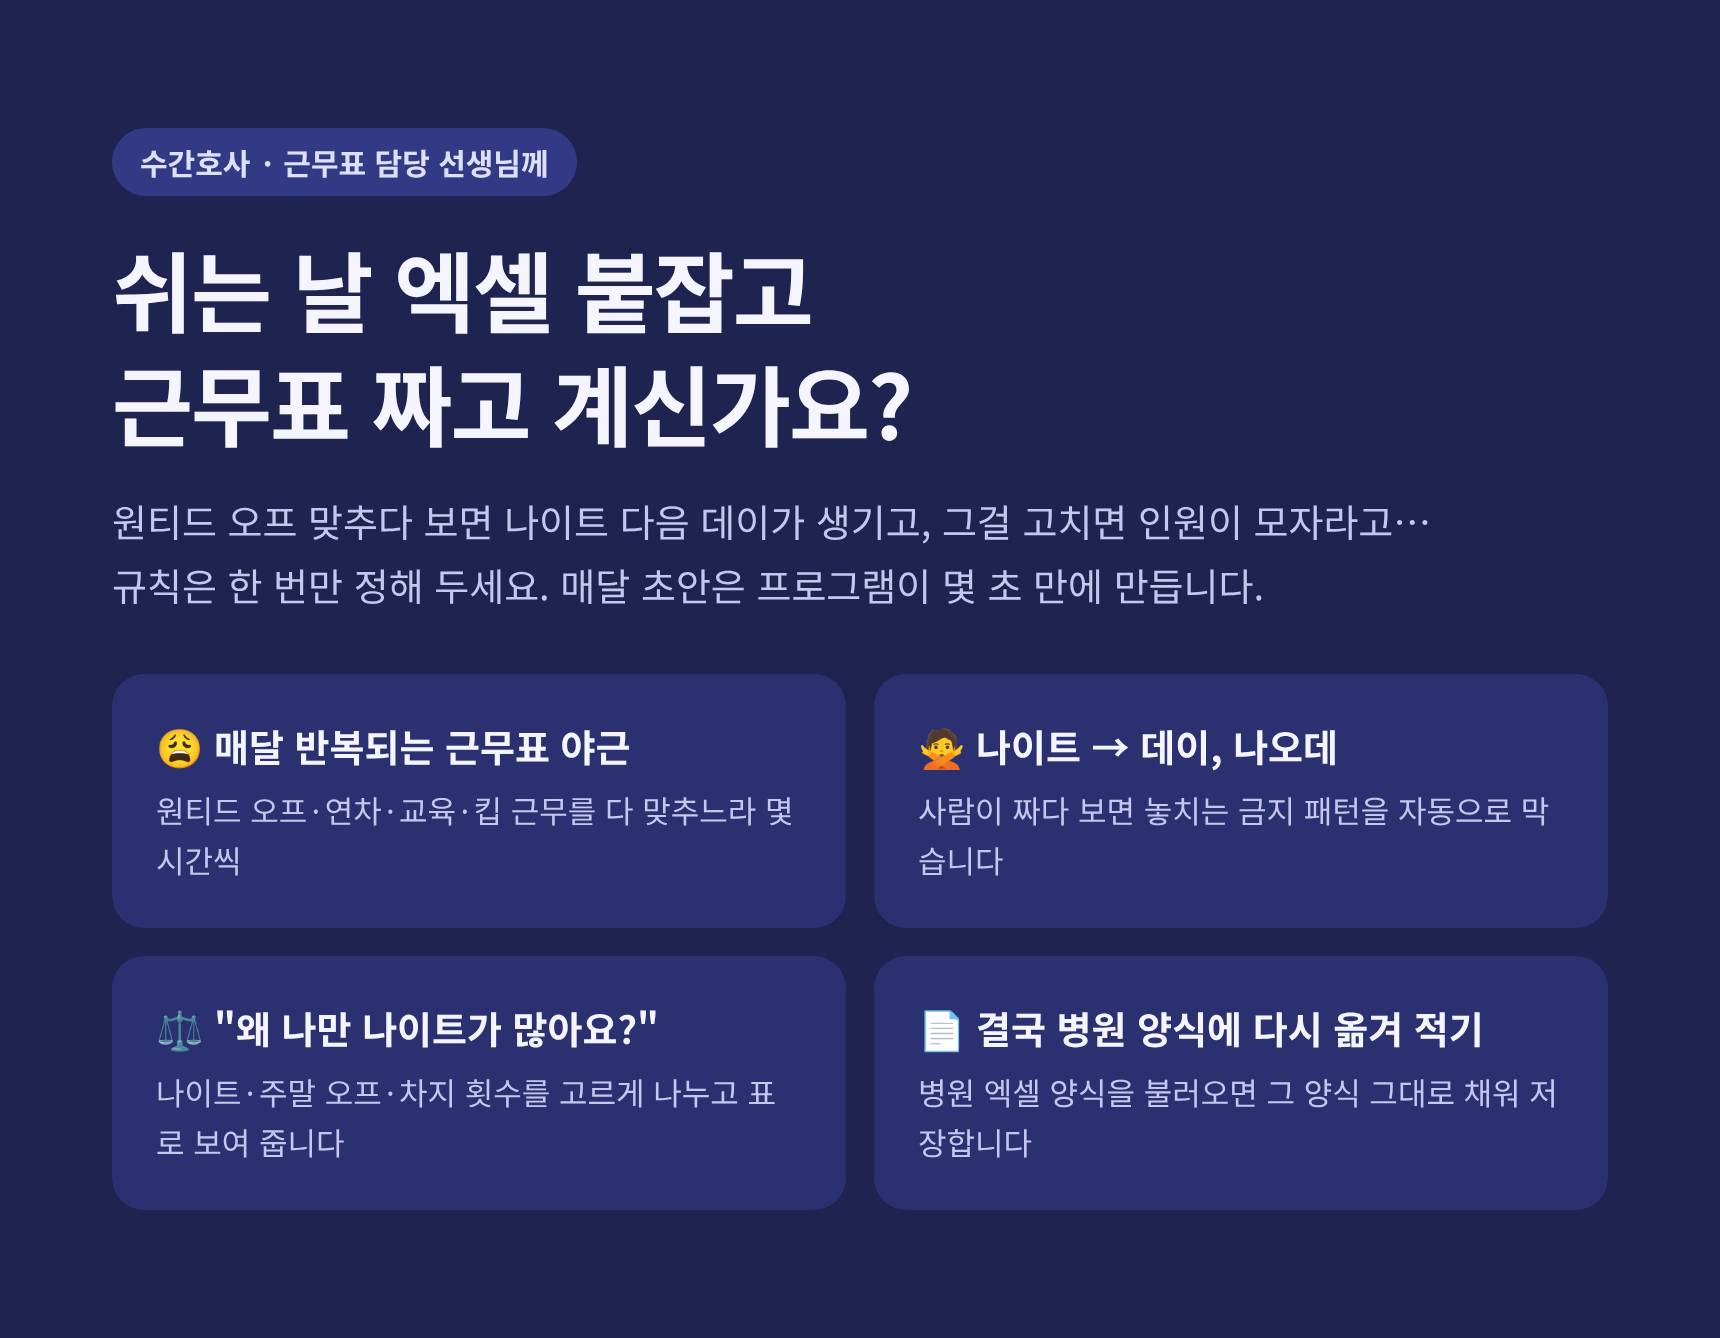 수간호사 · 근무표 담당 선생님께
쉬는 날 엑셀 붙잡고
근무표 짜고 계신가요?
원티드 오프 맞추다 보면 나이트 다음 데이가 생기고, 그걸 고치면 인원이 모자라고…
규칙은 한 번만 정해 두세요. 매달 초안은 프로그램이 몇 초 만에 만듭니다.
😩 매달 반복되는 근무표 야근
원티드 오프·연차·교육·킵 근무를 다 맞추느라 몇
시간씩
🙅 나이트 → 데이, 나오데
사람이 짜다 보면 놓치는 금지 패턴을 자동으로 막
습니다
⚖️ "왜 나만 나이트가 많아요?"
나이트·주말 오프·차지 횟수를 고르게 나누고 표
로 보여 줍니다
📄 결국 병원 양식에 다시 옮겨 적기
병원 엑셀 양식을 불러오면 그 양식 그대로 채워 저
장합니다